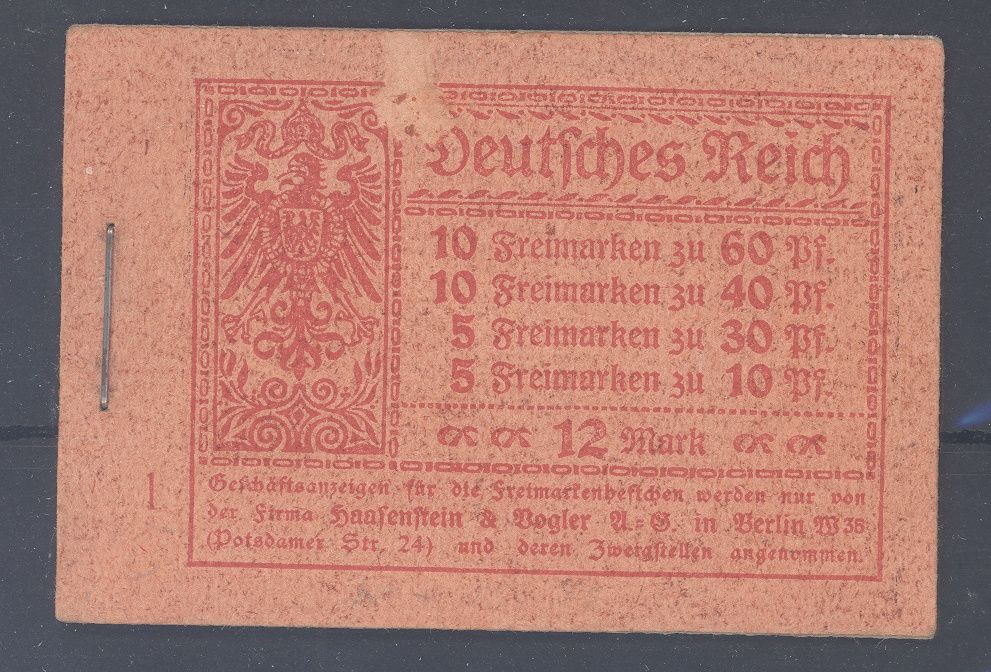 Deutsches Reich
10 Freimarken zu 60 Pf.
10 Freimarken zu 40 Pf.
5 Freimarken zu 30 Pf.
5 Freimarken zu 10 Pf.
12 Mark
1
Geschäftsanzeigen für die Freimarkenheftchen werden nur von
der Firma Haasenstein & Vogler A.=G. in Berlin W 35
(Potsdamer Str. 24) und deren Zweigstellen angenommen.